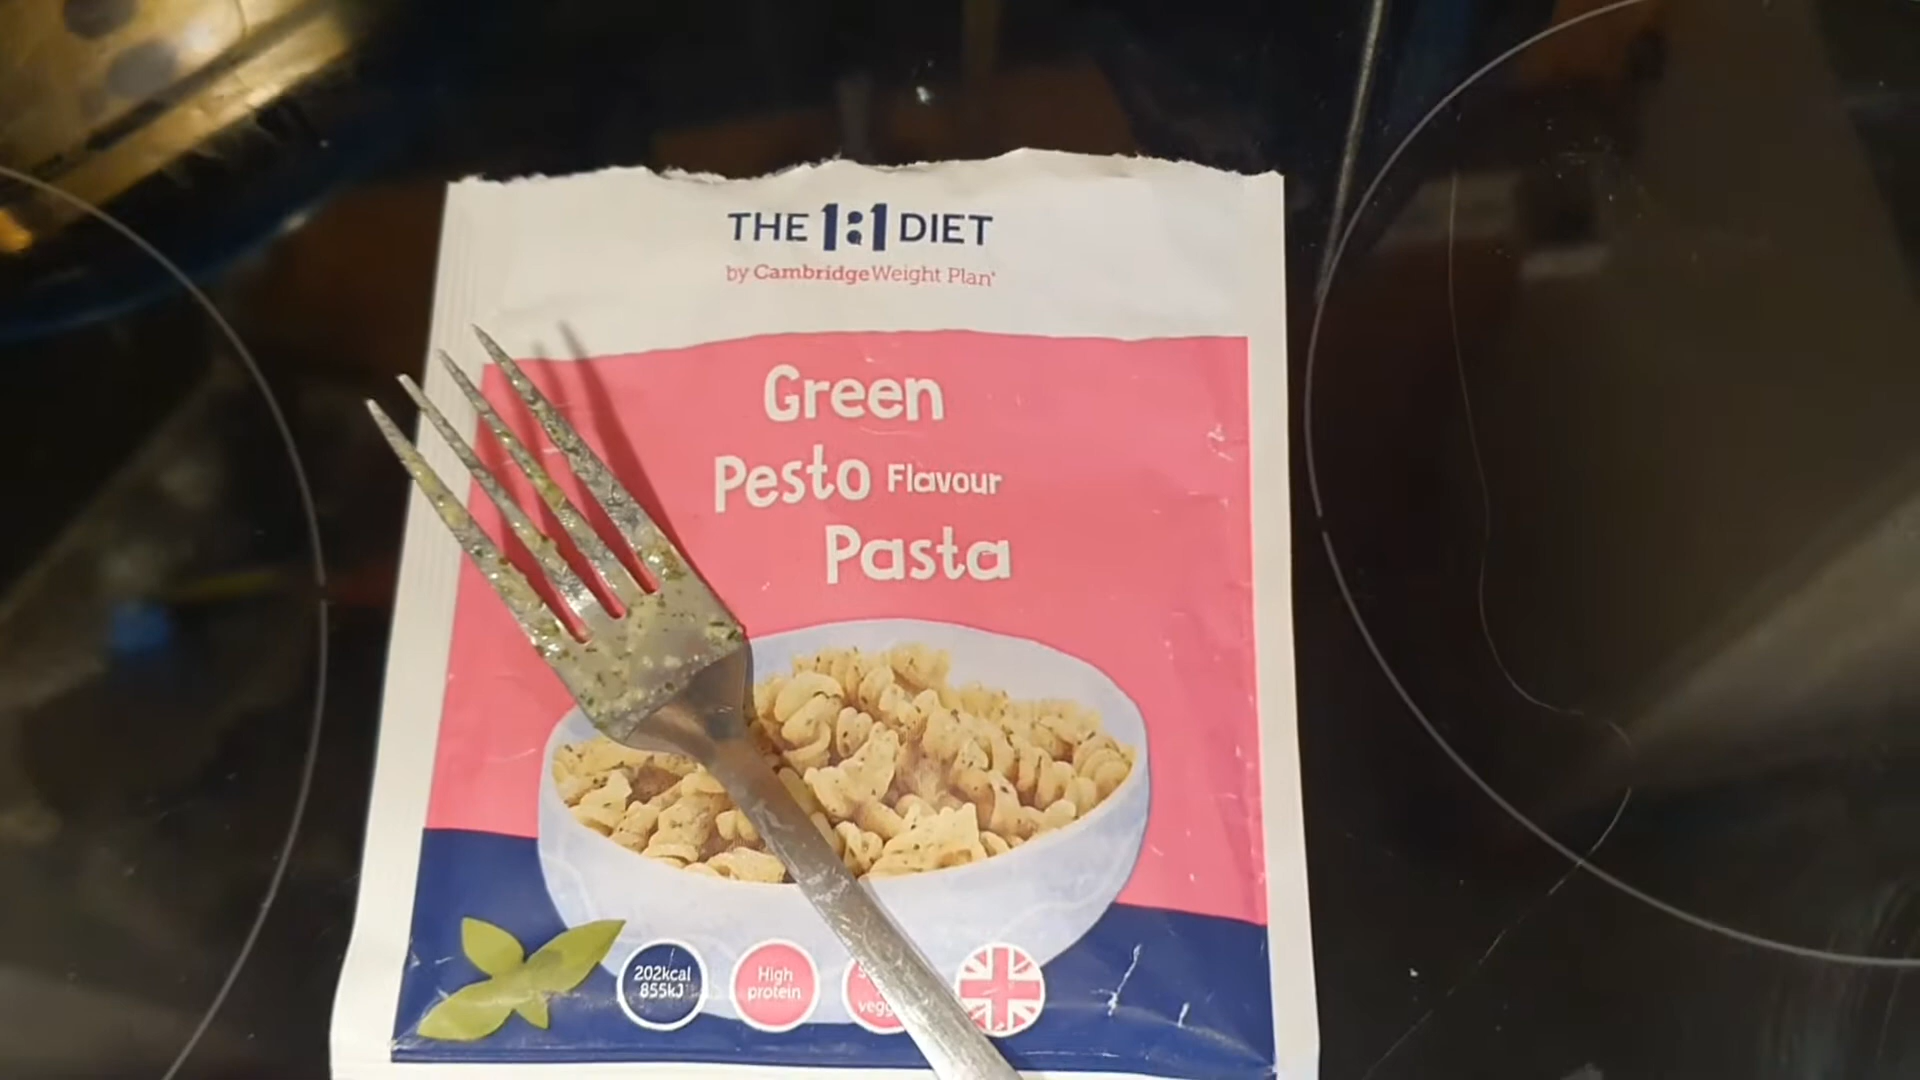 THE 1:1 DIET
by Cambridge Weight Plan
Green
Pesto Flavour
Pasta
202kcal
855kJ
High
protein